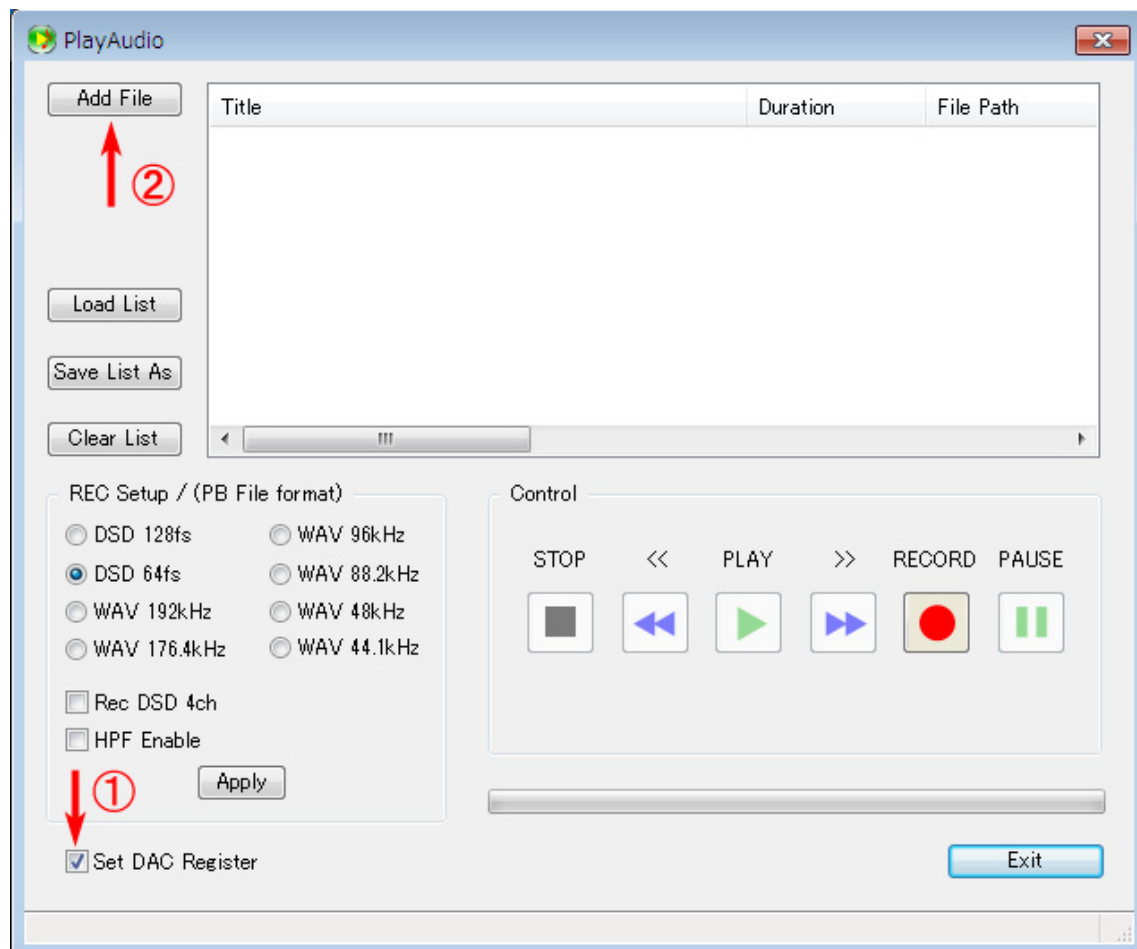 PlayAudio
Add File
Title Duration File Path
②
Load List
Save List As
Clear List
REC Setup / (PB File format)
DSD 128fs WAV 96kHz
DSD 64fs WAV 88.2kHz
WAV 192kHz WAV 48kHz
WAV 176.4kHz WAV 44.1kHz
Rec DSD 4ch
HPF Enable
①
Apply
Set DAC Register
Control
STOP << PLAY >> RECORD PAUSE
Exit